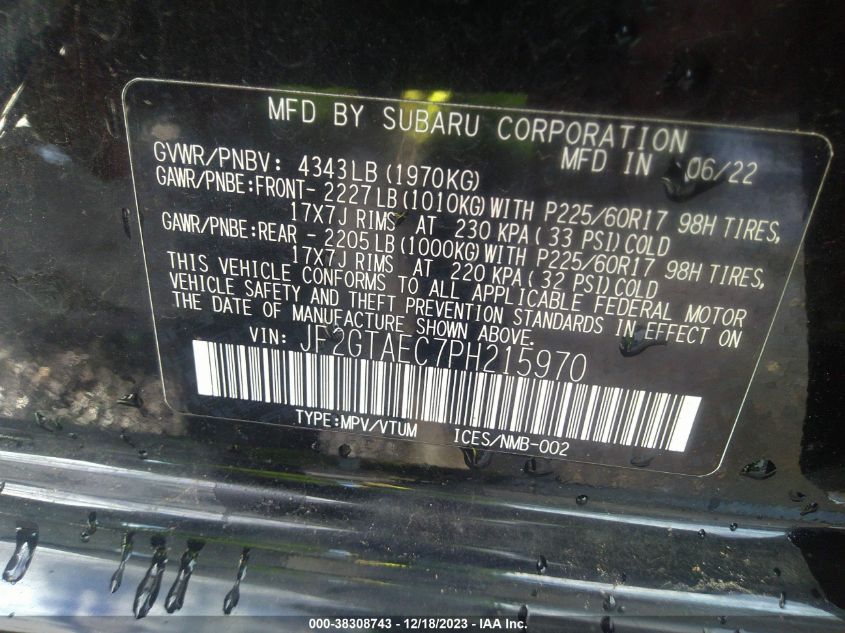 MFD BY SUBARU CORPORATION
GVWR/PNBV: 4343LB(1970KG) MFD IN 06/22
GAWR/PNBE:FRONT- 2227LB(1010KG)WITH P225/60R17 98H TIRES,
17X7J RIMS AT 230 KPA(33 PSI)COLD
GAWR/PNBE:REAR - 2205LB(1000KG)WITH P225/60R17 98H TIRES,
17X7J RIMS AT 220 KPA(32 PSI)COLD
THIS VEHICLE CONFORMS TO ALL APPLICABLE FEDERAL MOTOR
VEHICLE SAFETY AND THEFT PREVENTION STANDARDS IN EFFECT ON
THE DATE OF MANUFACTURE SHOWN ABOVE.
VIN: JF2GTAEC7PH215970
TYPE:MPV/VTUM ICES/NMB-002
000-38308743 - 12/18/2023 - IAA Inc.